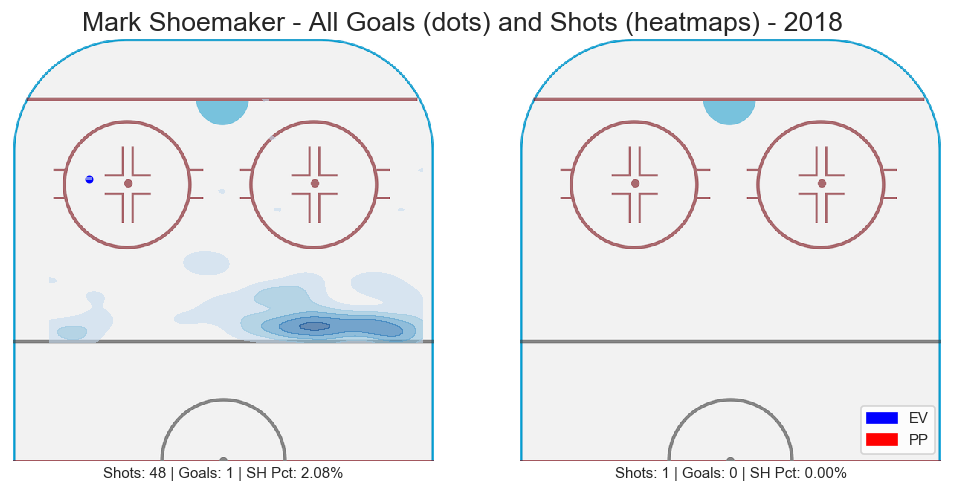 Mark Shoemaker - All Goals (dots) and Shots (heatmaps) - 2018
EV
PP
Shots: 48 | Goals: 1 | SH Pct: 2.08%
Shots: 1 | Goals: 0 | SH Pct: 0.00%